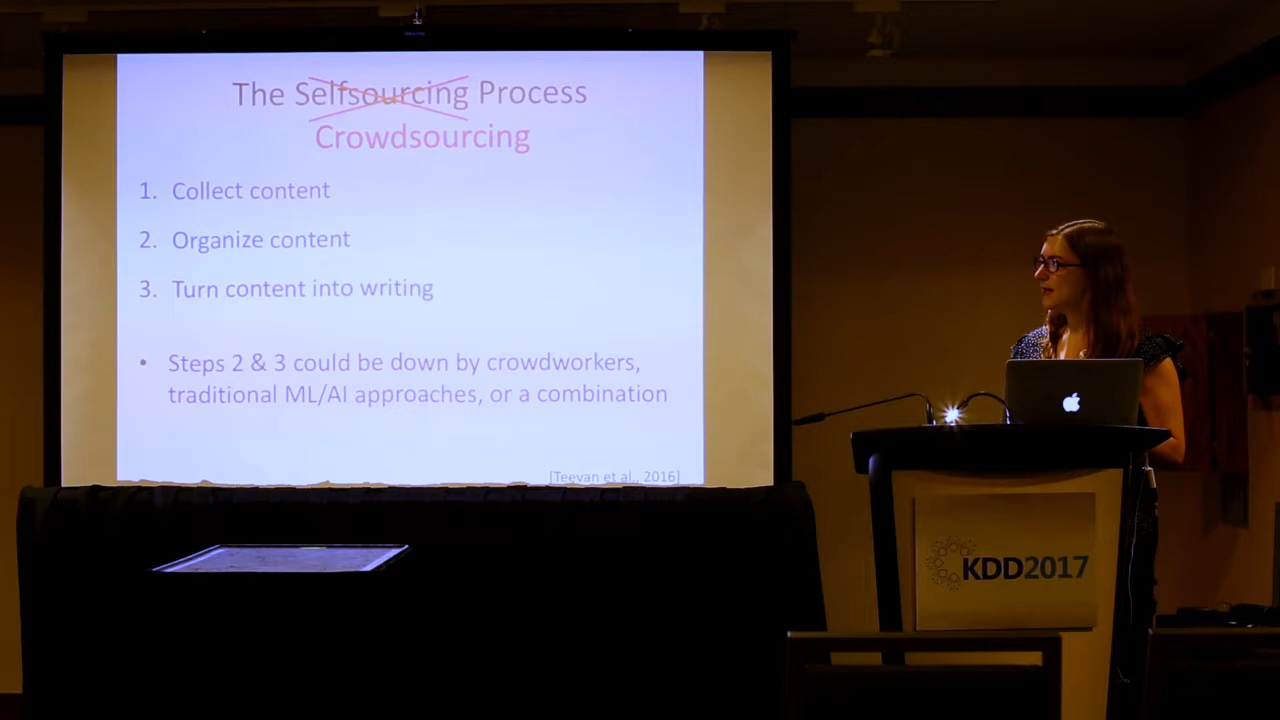 The Selfsourcing Process
Crowdsourcing
1. Collect content
2. Organize content
3. Turn content into writing
• Steps 2 & 3 could be down by crowdworkers,
traditional ML/AI approaches, or a combination
[Teevan et al., 2016]
KDD2017